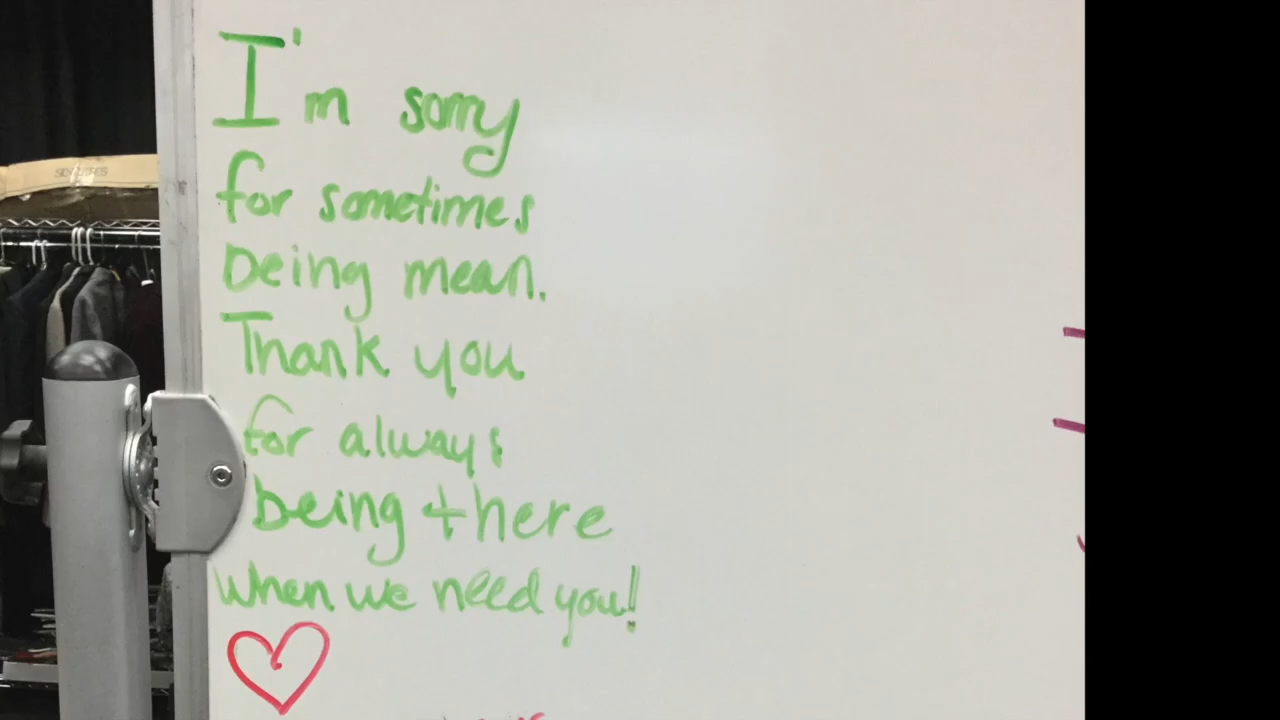 I'm sorry
for sometimes
being mean.
Thank you
for always
being there
when we need you!